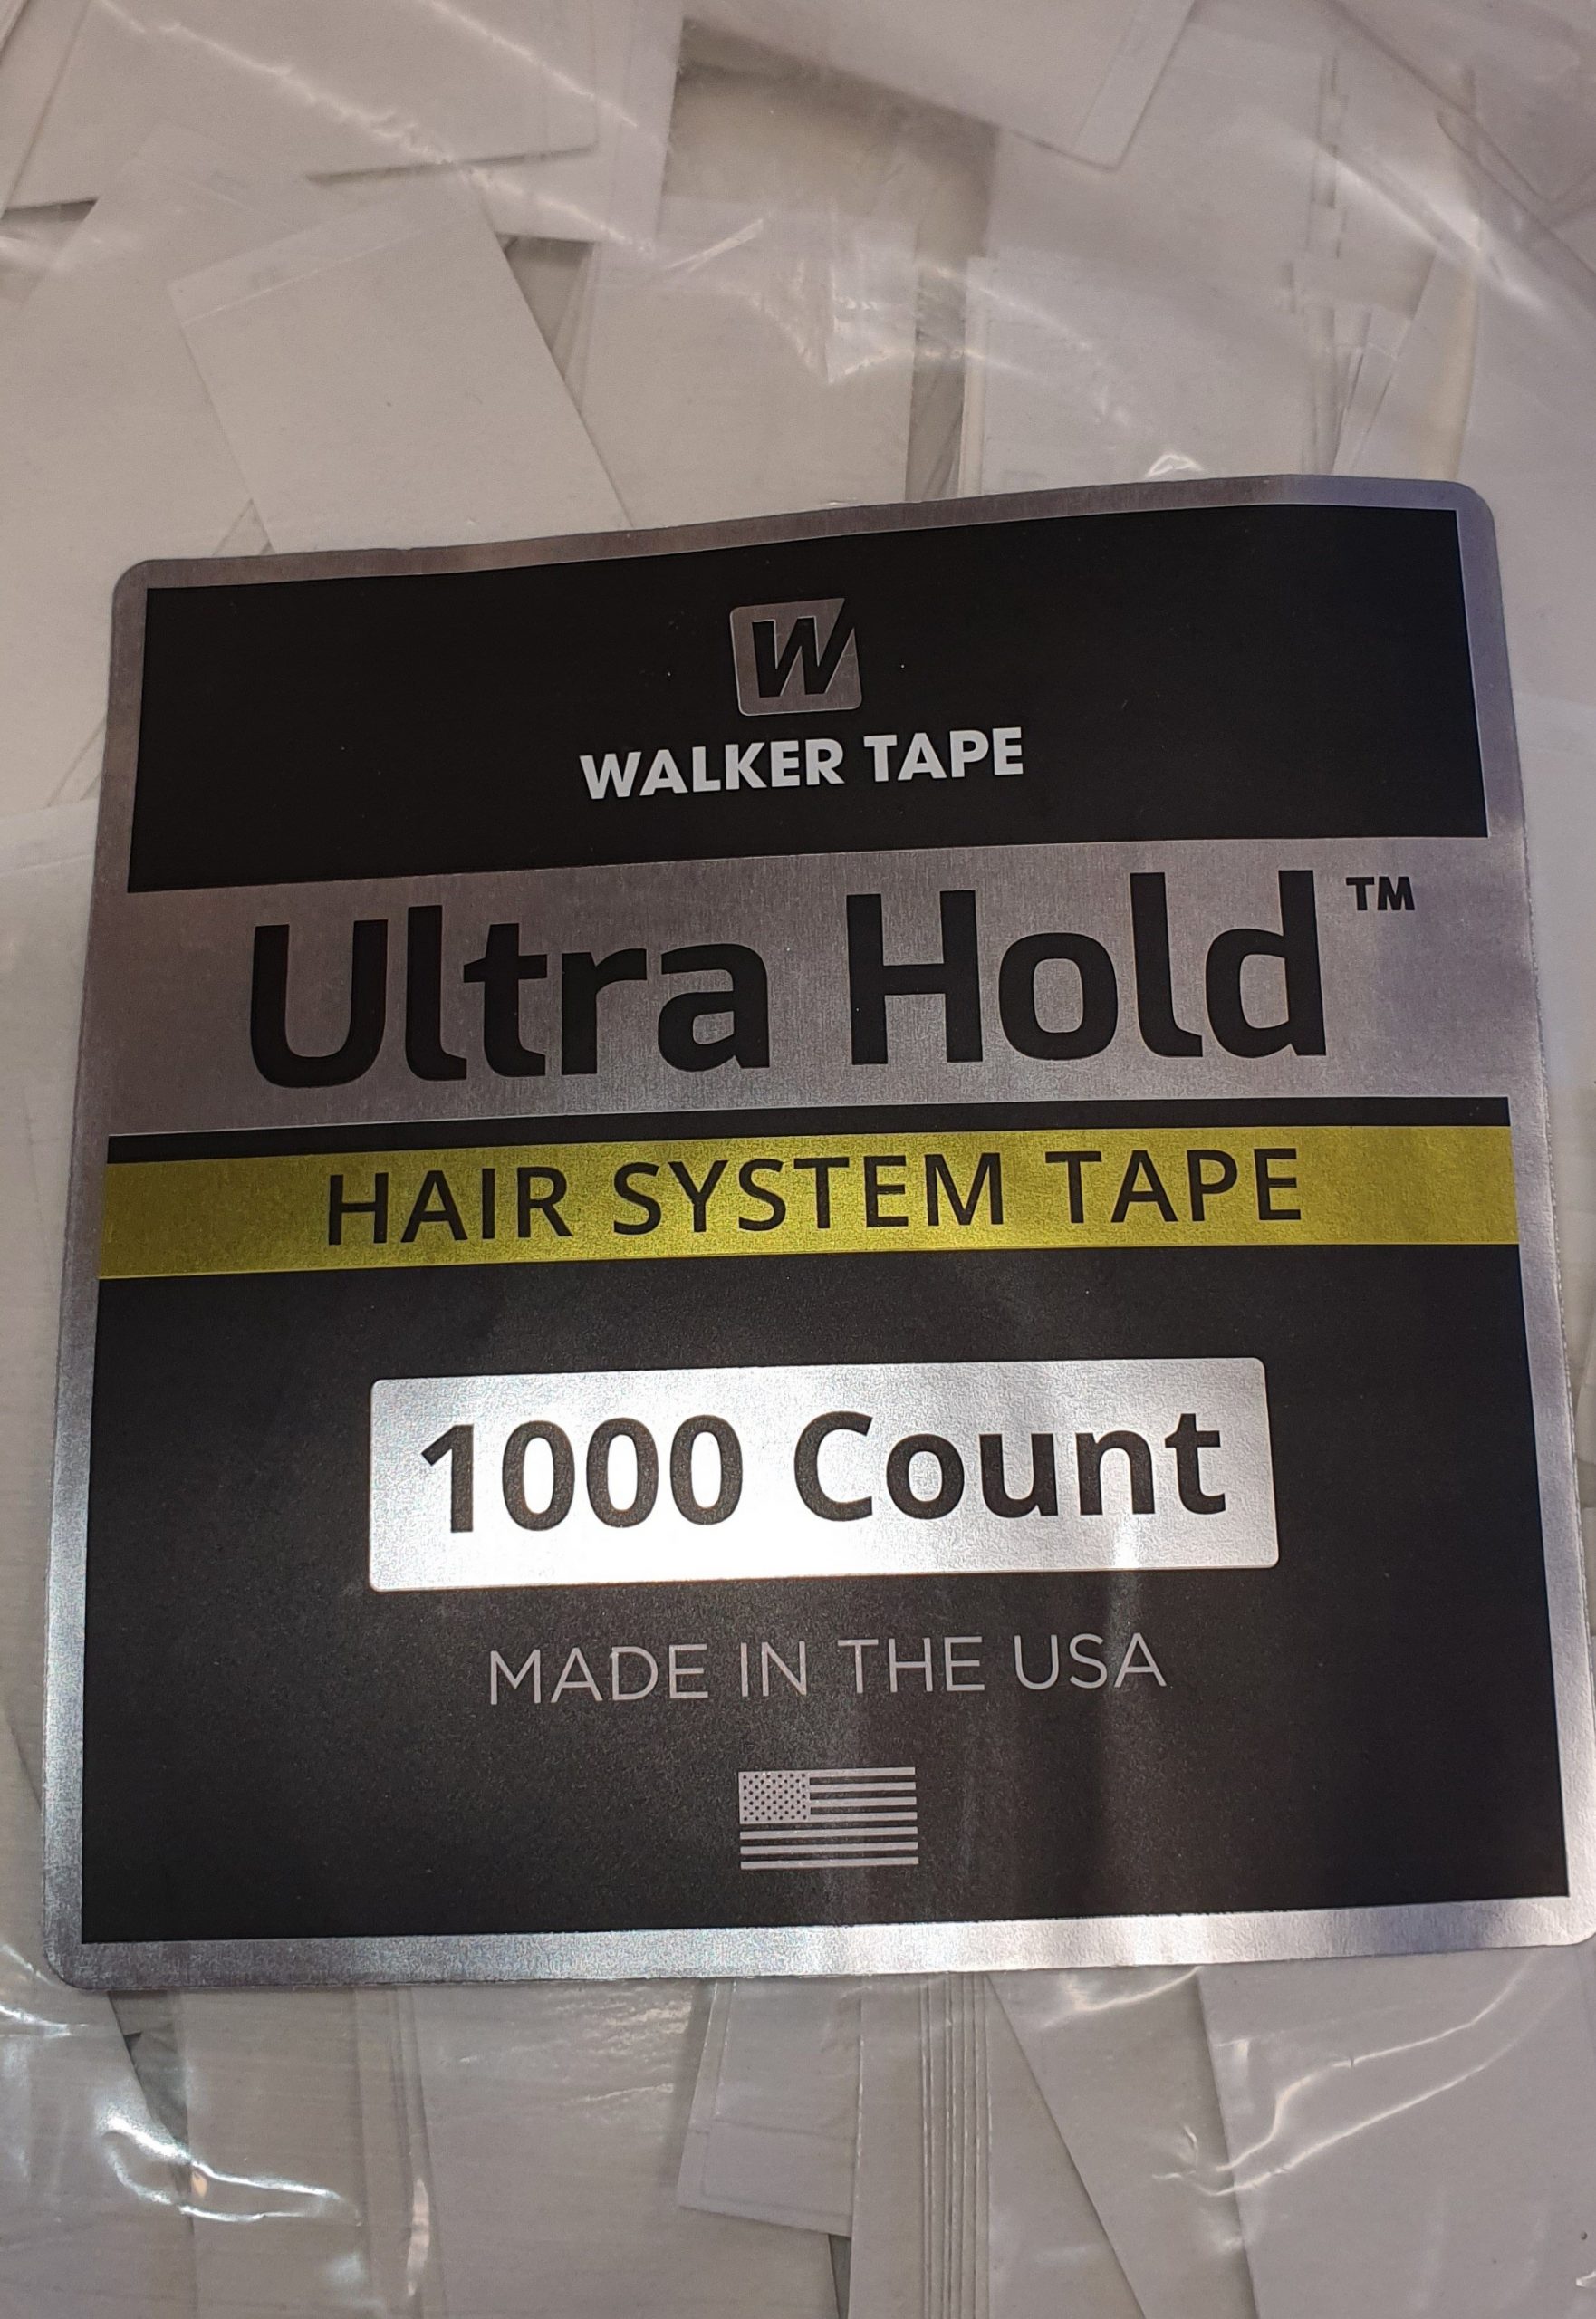 W
WALKER TAPE
Ultra Hold™
HAIR SYSTEM TAPE
1000 Count
MADE IN THE USA